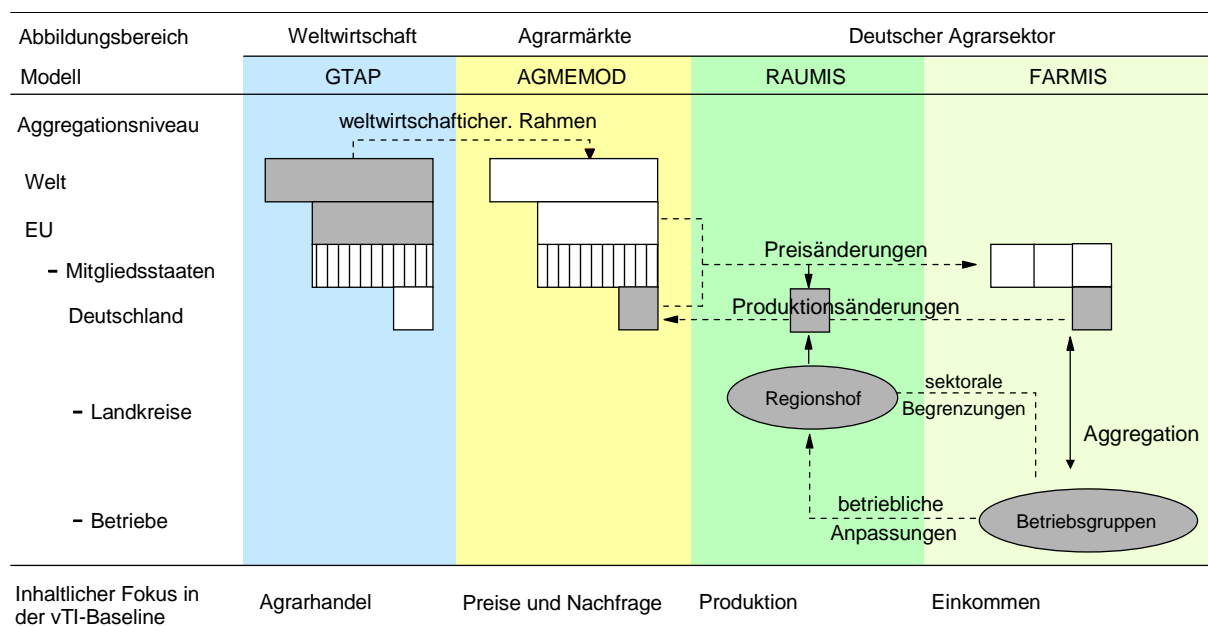 Abbildungsbereich Weltwirtschaft Agrarmärkte Deutscher Agrarsektor
Modell GTAP AGMEMOD RAUMIS FARMIS
Aggregationsniveau weltwirtschafticher. Rahmen
Welt
EU
– Mitgliedsstaaten Preisänderungen
Deutschland Produktionsänderungen
– Landkreise Regionshof sektorale
Begrenzungen
Aggregation
– Betriebe betriebliche Betriebsgruppen
Anpassungen
Inhaltlicher Fokus in
der vTI-Baseline Agrarhandel Preise und Nachfrage Produktion Einkommen